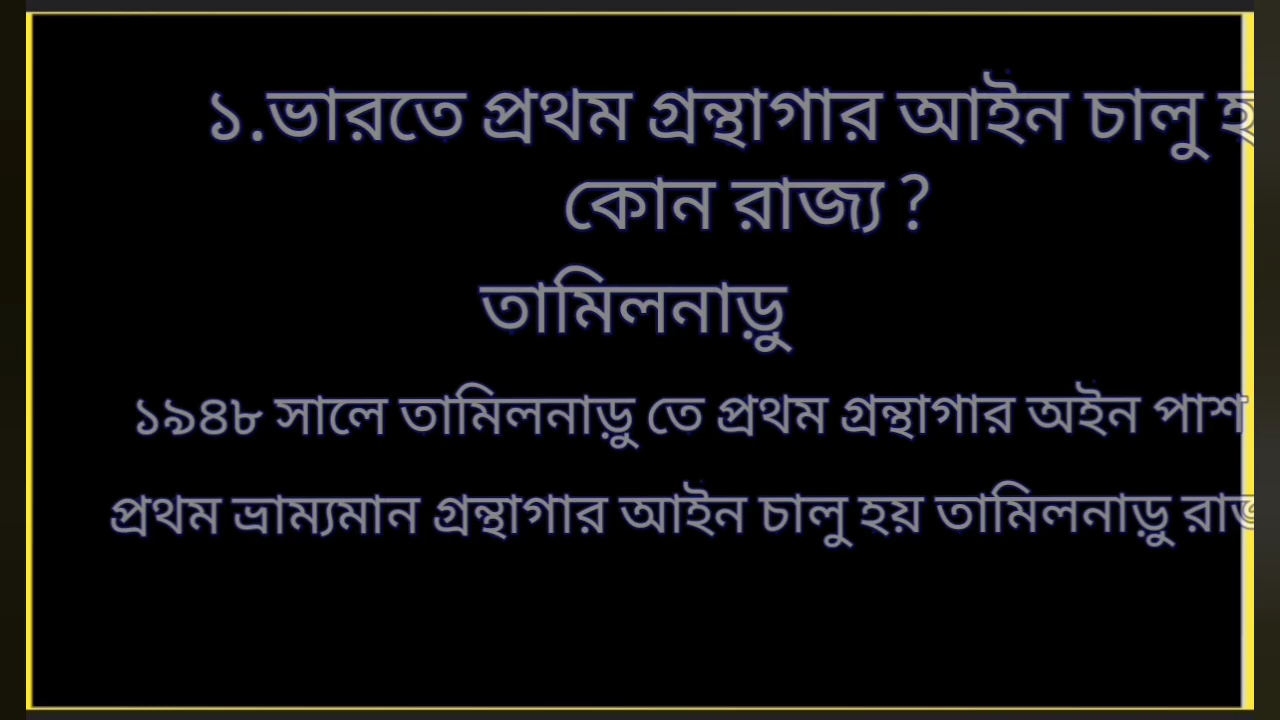 ১.ভারতে প্রথম গ্রন্থাগার আইন চালু
কোন রাজ্য ?
তামিলনাড়ু
১৯৪৮ সালে তামিলনাড়ু তে প্রথম গ্রন্থাগার অইন পাশ
প্রথম ভ্রাম্যমান গ্রন্থাগার আইন চালু হয় তামিলনাড়ু